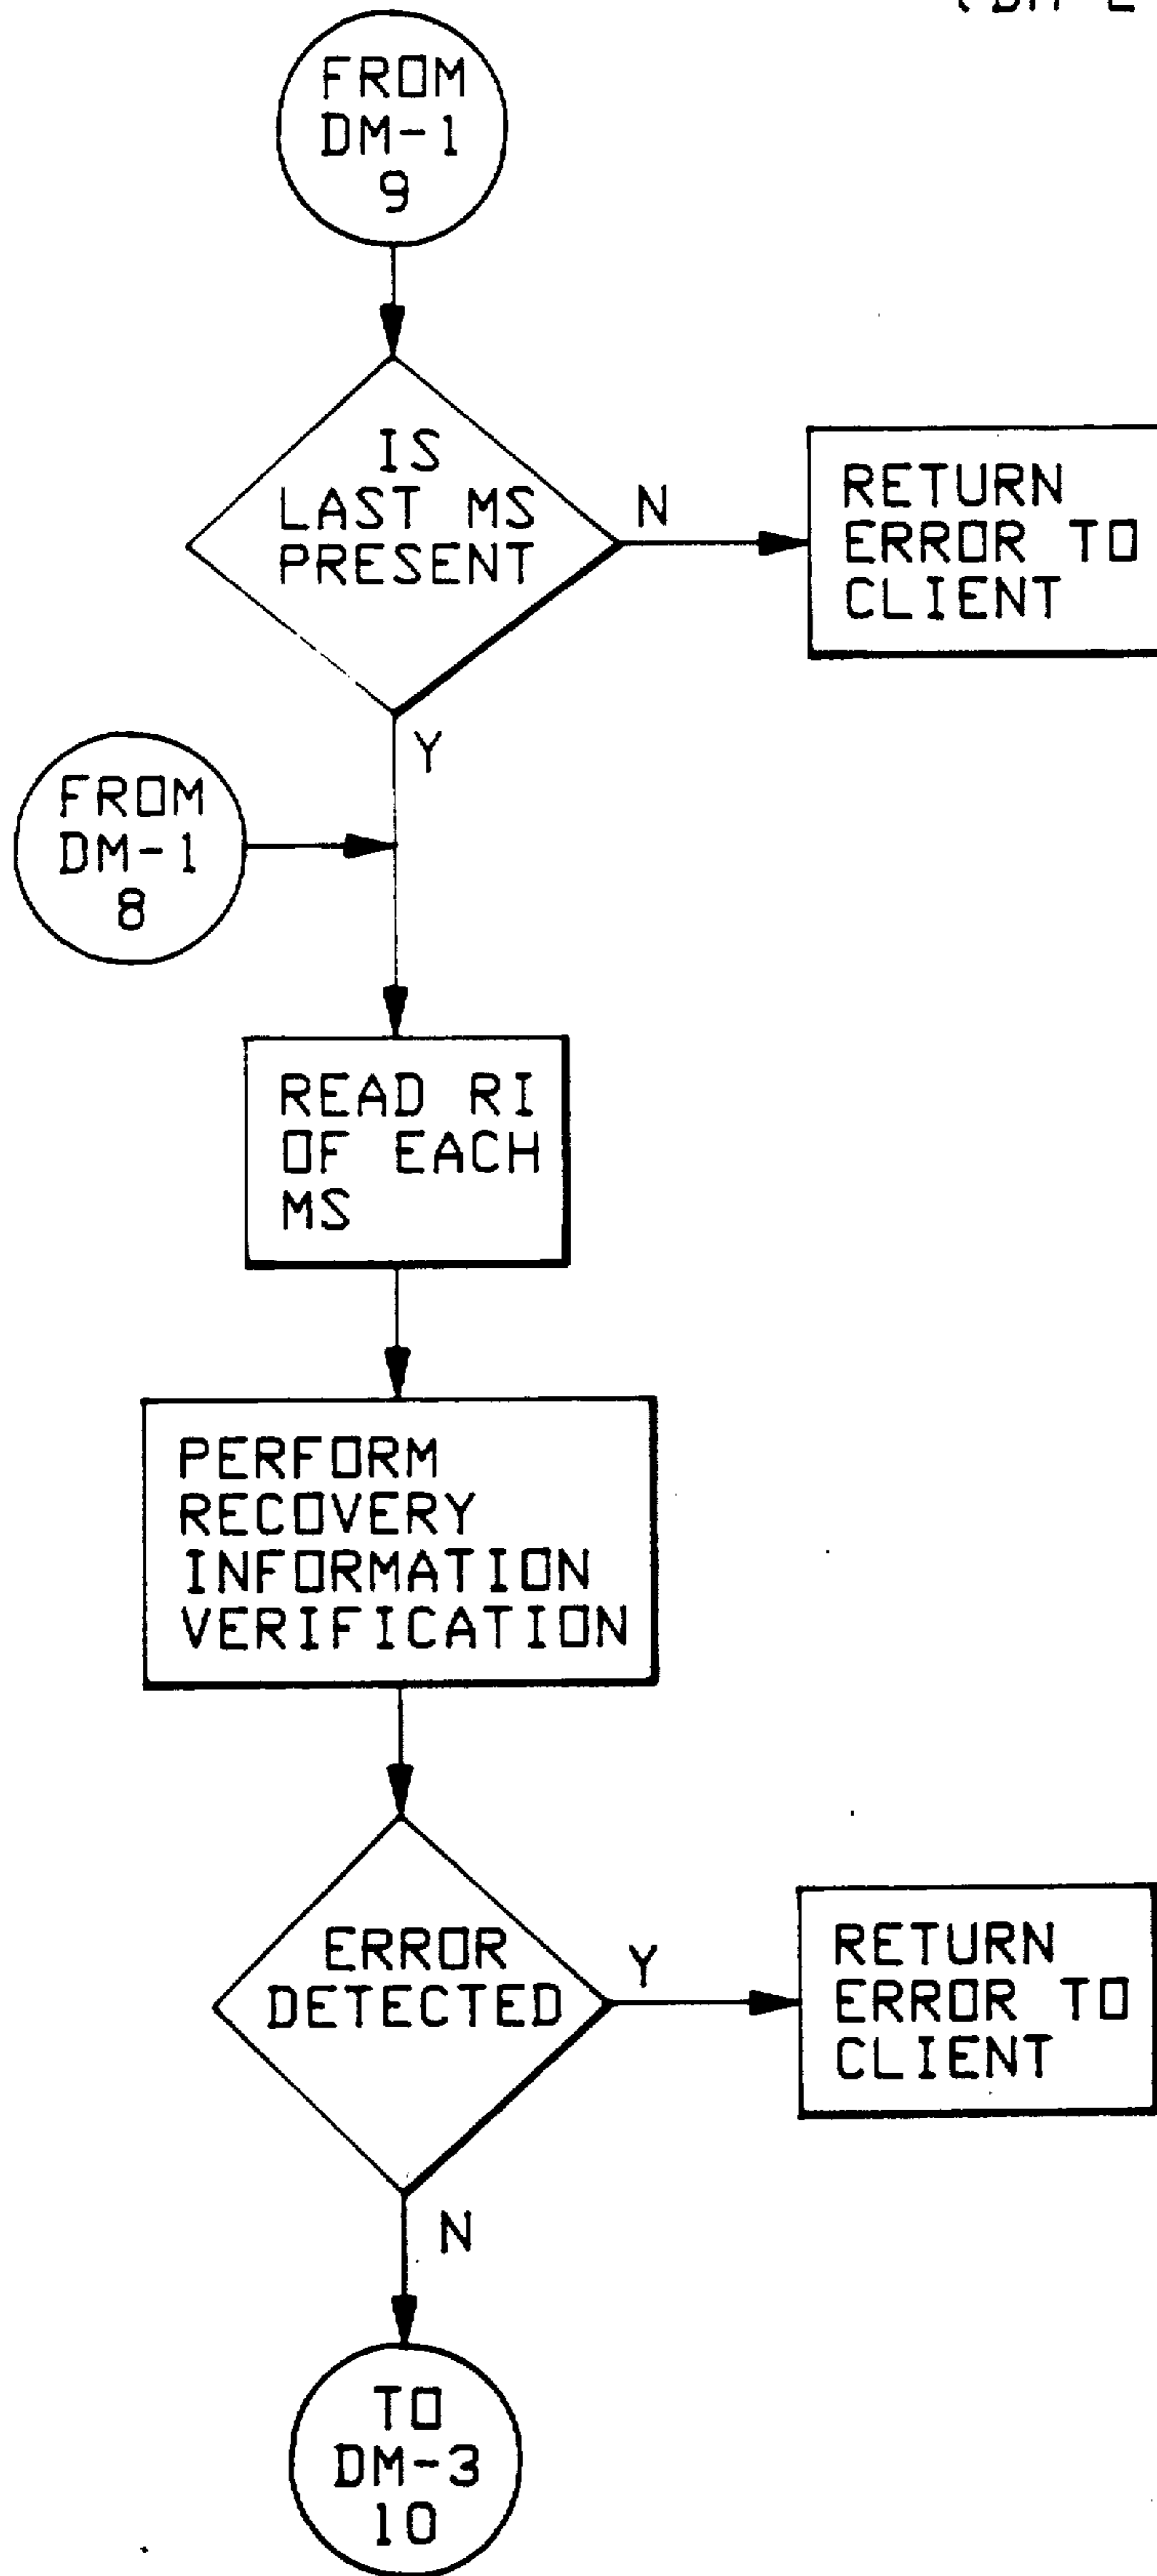 FROM
DM-1
9
IS
LAST MS
PRESENT
N
RETURN
ERROR TO
CLIENT
Y
FROM
DM-1
8
READ RI
OF EACH
MS
PERFORM
RECOVERY
INFORMATION
VERIFICATION
ERROR
DETECTED
Y
RETURN
ERROR TO
CLIENT
N
TO
DM-3
10